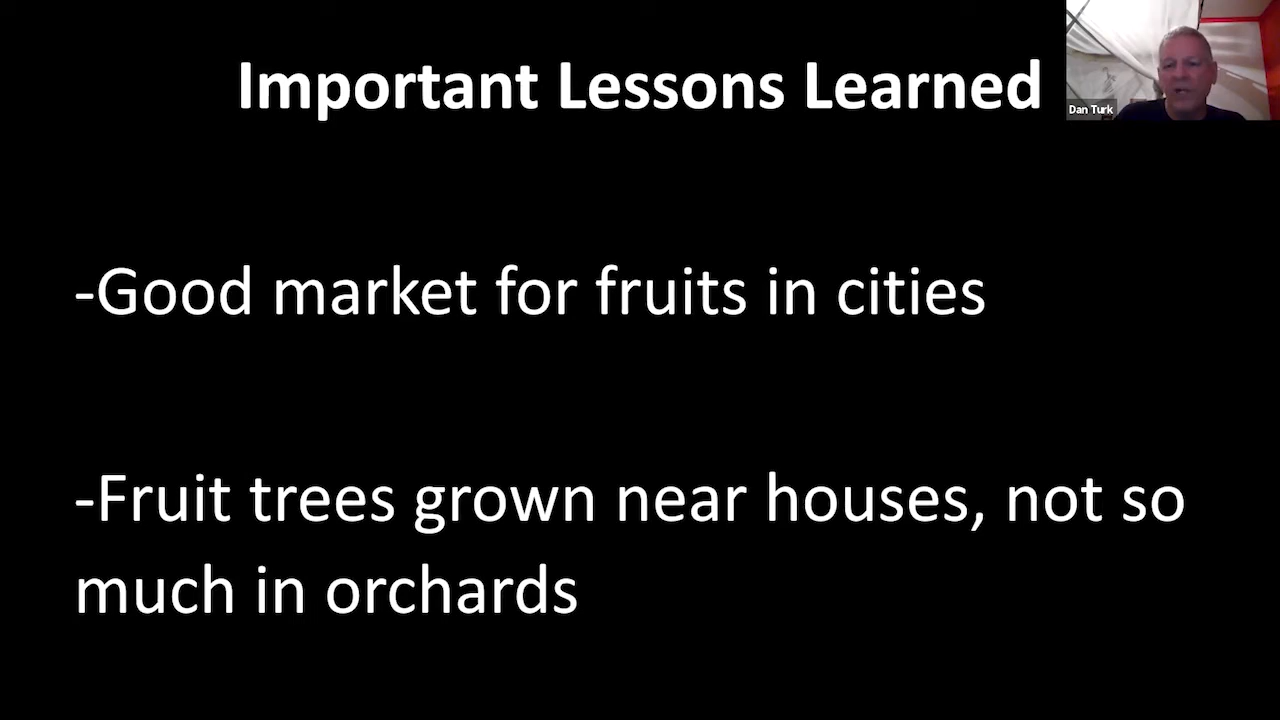 Important Lessons Learned
Dan Turk
-Good market for fruits in cities
-Fruit trees grown near houses, not so
much in orchards